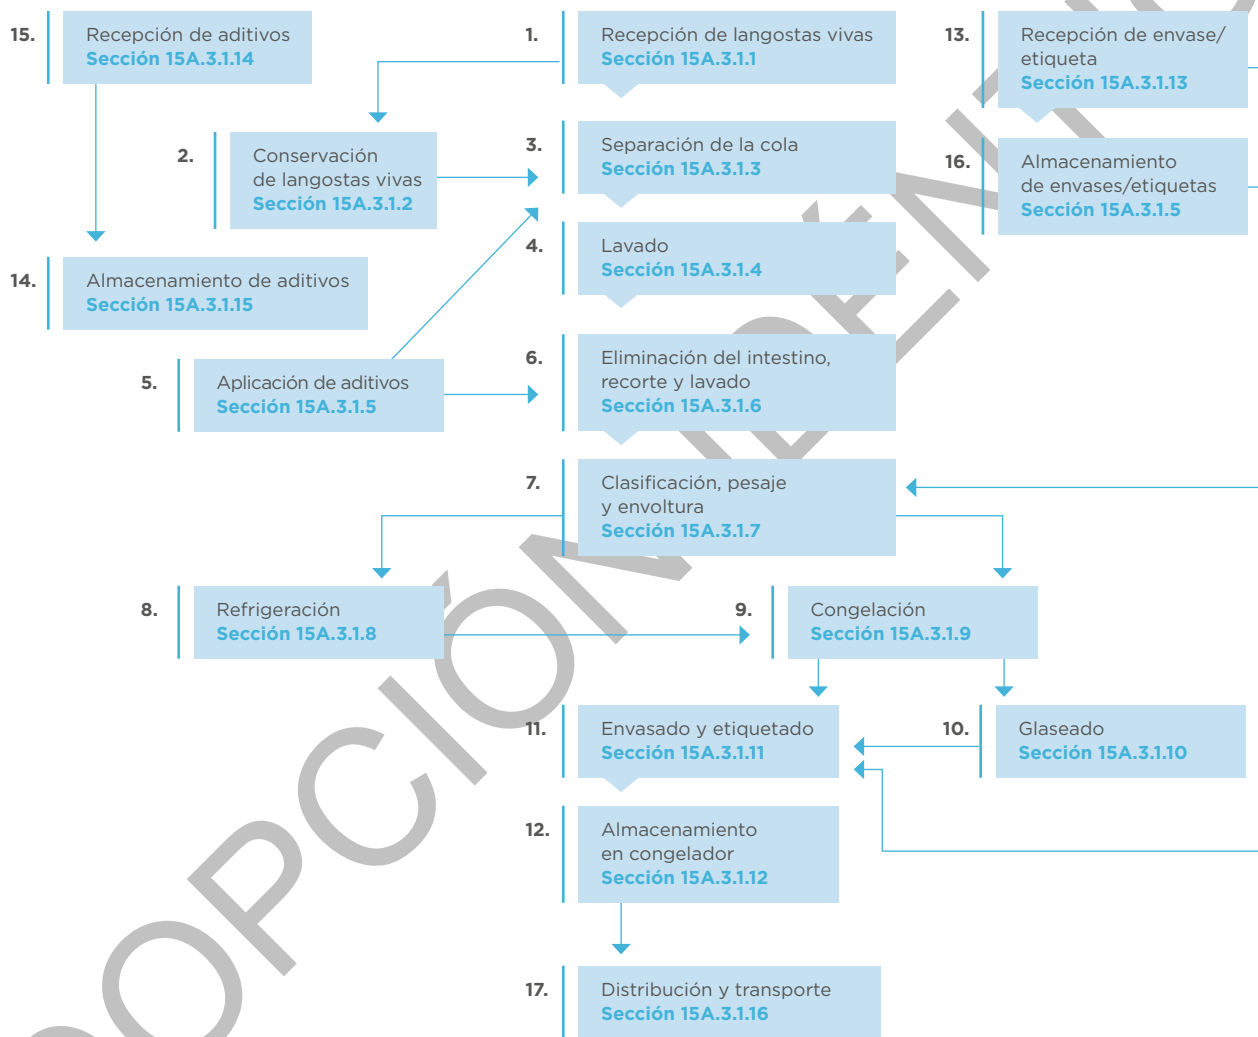 15.
Recepción de aditivos
Sección 15A.3.1.14
1.
Recepción de langostas vivas
Sección 15A.3.1.1
13.
Recepción de envase/
etiqueta
Sección 15A.3.1.13
2.
Conservación
de langostas vivas
Sección 15A.3.1.2
3.
Separación de la cola
Sección 15A.3.1.3
16.
Almacenamiento
de envases/etiquetas
Sección 15A.3.1.5
4.
Lavado
Sección 15A.3.1.4
14.
Almacenamiento de aditivos
Sección 15A.3.1.15
5.
Aplicación de aditivos
Sección 15A.3.1.5
6.
Eliminación del intestino,
recorte y lavado
Sección 15A.3.1.6
7.
Clasificación, pesaje
y envoltura
Sección 15A.3.1.7
8.
Refrigeración
Sección 15A.3.1.8
9.
Congelación
Sección 15A.3.1.9
11.
Envasado y etiquetado
Sección 15A.3.1.11
10.
Glaseado
Sección 15A.3.1.10
12.
Almacenamiento
en congelador
Sección 15A.3.1.12
17.
Distribución y transporte
Sección 15A.3.1.16